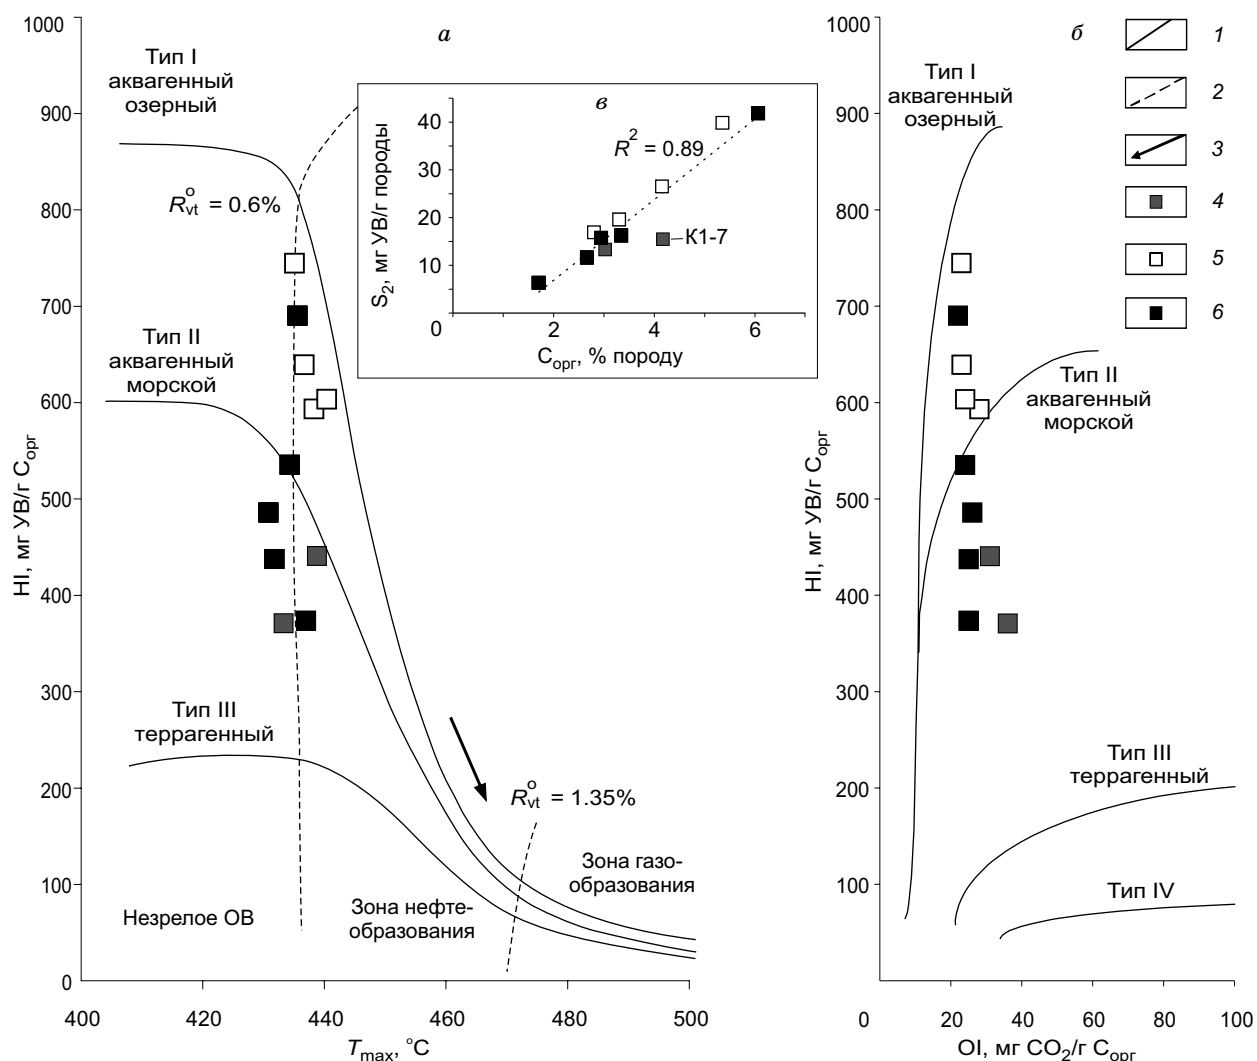 а
1000
900
800
700
600
500
400
300
200
100
0
HI, мг УВ/г Cорг
400
420
440
460
480
500
Tmax, °C
Тип I
аквагенный
озерный
R°vt = 0.6%
Тип II
аквагенный
морской
Тип III
террагенный
R°vt = 1.35%
Незрелое ОВ
Зона нефте-
образования
Зона газо-
образования
в
40
30
20
10
0
S2, мг УВ/г породы
R² = 0.89
К1-7
2
4
6
Cорг, % породу
б
1000
900
800
700
600
500
400
300
200
100
0
HI, мг УВ/г Cорг
20
40
60
80
100
OI, мг CO2/г Cорг
Тип I
аквагенный
озерный
Тип II
аквагенный
морской
Тип III
террагенный
Тип IV
1
2
3
4
5
6